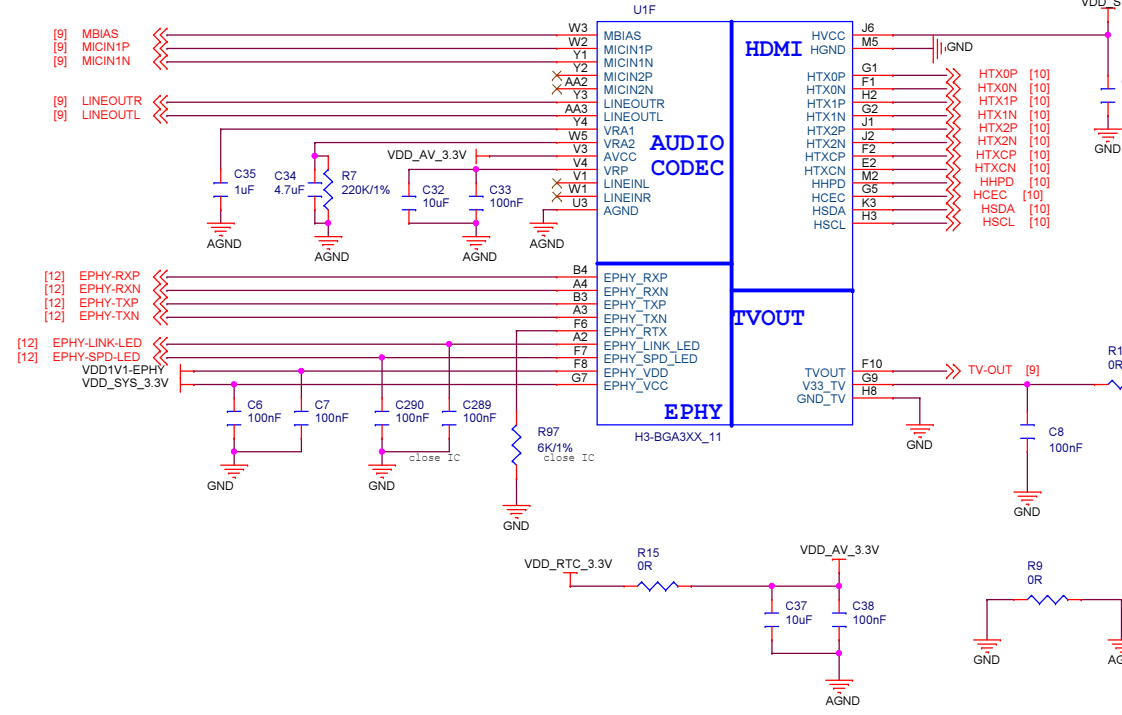 U1F
VDD_S
[9] MBIAS
[9] MICIN1P
[9] MICIN1N
[9] LINEOUTR
[9] LINEOUTL
W3 MBIAS
W2 MICIN1P
Y1 MICIN1N
Y2 MICIN2P
AA2 MICIN2N
Y3 LINEOUTR
AA3 LINEOUTL
Y4 VRA1
W5 VRA2
V3 AVCC
V4 VRP
V1 LINEINL
W1 LINEINR
U3 AGND
AUDIO
CODEC
HDMI
HVCC J6
HGND M5
GND
HTX0P G1 HTX0P [10]
HTX0N F1 HTX0N [10]
HTX1P H2 HTX1P [10]
HTX1N G2 HTX1N [10]
HTX2P J1 HTX2P [10]
HTX2N J2 HTX2N [10]
HTXCP F2 HTXCP [10]
HTXCN E2 HTXCN [10]
HHPD M2 HHPD [10]
HCEC G5 HCEC [10]
HSDA K3 HSDA [10]
HSCL H3 HSCL [10]
GND
VDD_AV_3.3V
C35
1uF
C34
4.7uF
R7
220K/1%
C32
10uF
C33
100nF
AGND
AGND
AGND
AGND
[12] EPHY-RXP
[12] EPHY-RXN
[12] EPHY-TXP
[12] EPHY-TXN
[12] EPHY-LINK-LED
[12] EPHY-SPD-LED
VDD1V1-EPHY
VDD_SYS_3.3V
B4 EPHY_RXP
A4 EPHY_RXN
B3 EPHY_TXP
A3 EPHY_TXN
F6 EPHY_RTX
A2 EPHY_LINK_LED
F7 EPHY_SPD_LED
F8 EPHY_VDD
G7 EPHY_VCC
EPHY
TVOUT
TVOUT F10 TV-OUT [9]
V33_TV G9
GND_TV H8
H3-BGA3XX_11
R1
0R
C6
100nF
C7
100nF
C290
100nF
C289
100nF
close IC
R97
6K/1%
close IC
GND
GND
GND
GND
C8
100nF
GND
VDD_RTC_3.3V
R15
0R
VDD_AV_3.3V
C37
10uF
C38
100nF
AGND
R9
0R
GND
AG